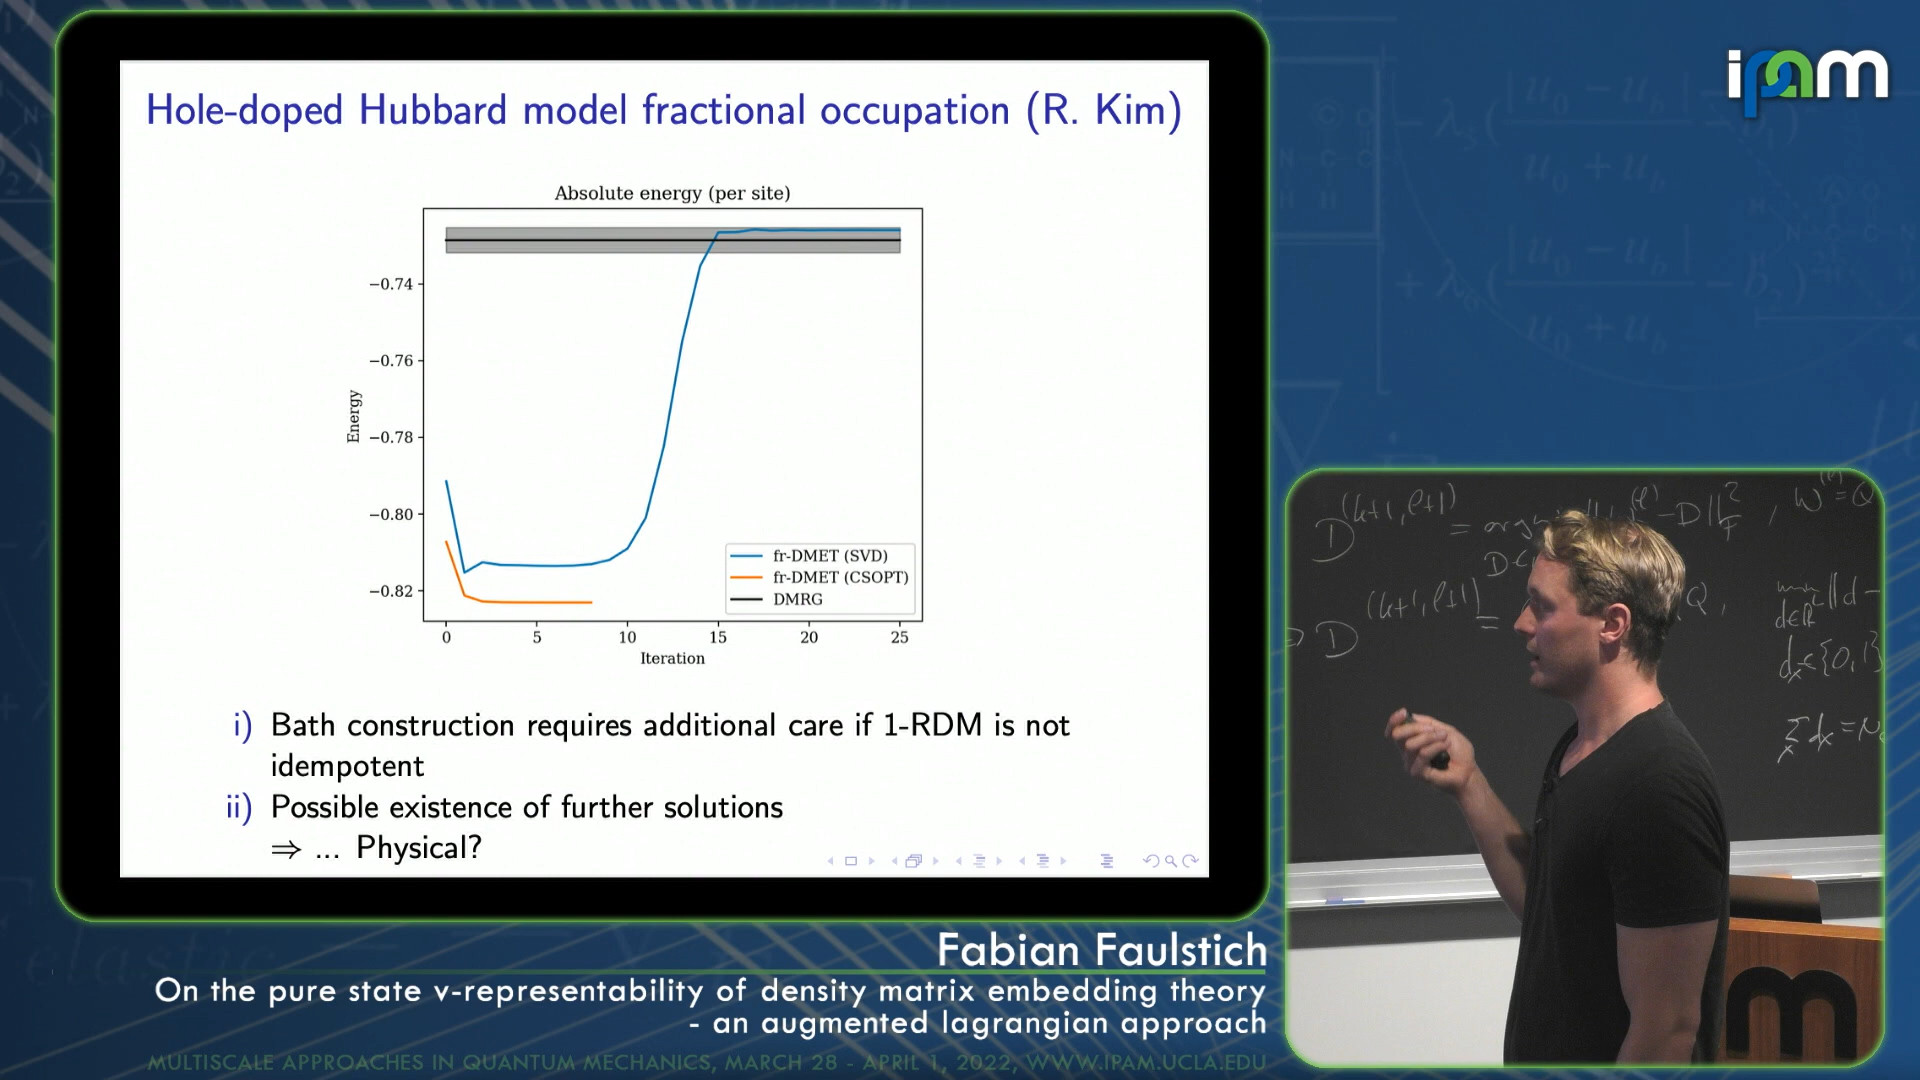 ipam
Hole-doped Hubbard model fractional occupation (R. Kim)
Absolute energy (per site)
−0.74
−0.76
−0.78
−0.80
−0.82
Energy
fr-DMET (SVD)
fr-DMET (CSOPT)
DMRG
0 5 10 15 20 25
Iteration
i) Bath construction requires additional care if 1-RDM is not
idempotent
ii) Possible existence of further solutions
⇒ ... Physical?
Fabian Faulstich
On the pure state v-representability of density matrix embedding theory
- an augmented lagrangian approach
MULTISCALE APPROACHES IN QUANTUM MECHANICS, MARCH 28 - APRIL 1, 2022, WWW.IPAM.UCLA.EDU